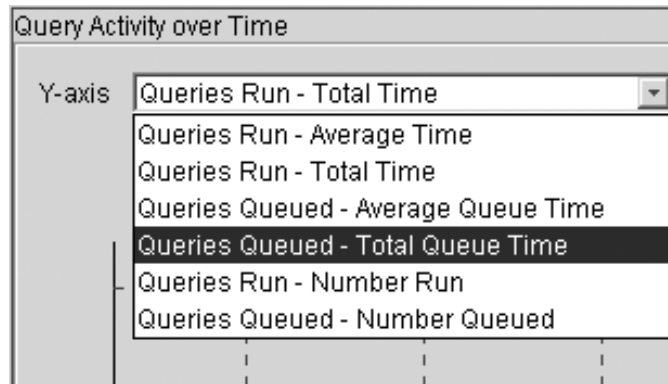 Query Activity over Time
Y-axis Queries Run - Total Time
Queries Run - Average Time
Queries Run - Total Time
Queries Queued - Average Queue Time
Queries Queued - Total Queue Time
Queries Run - Number Run
Queries Queued - Number Queued